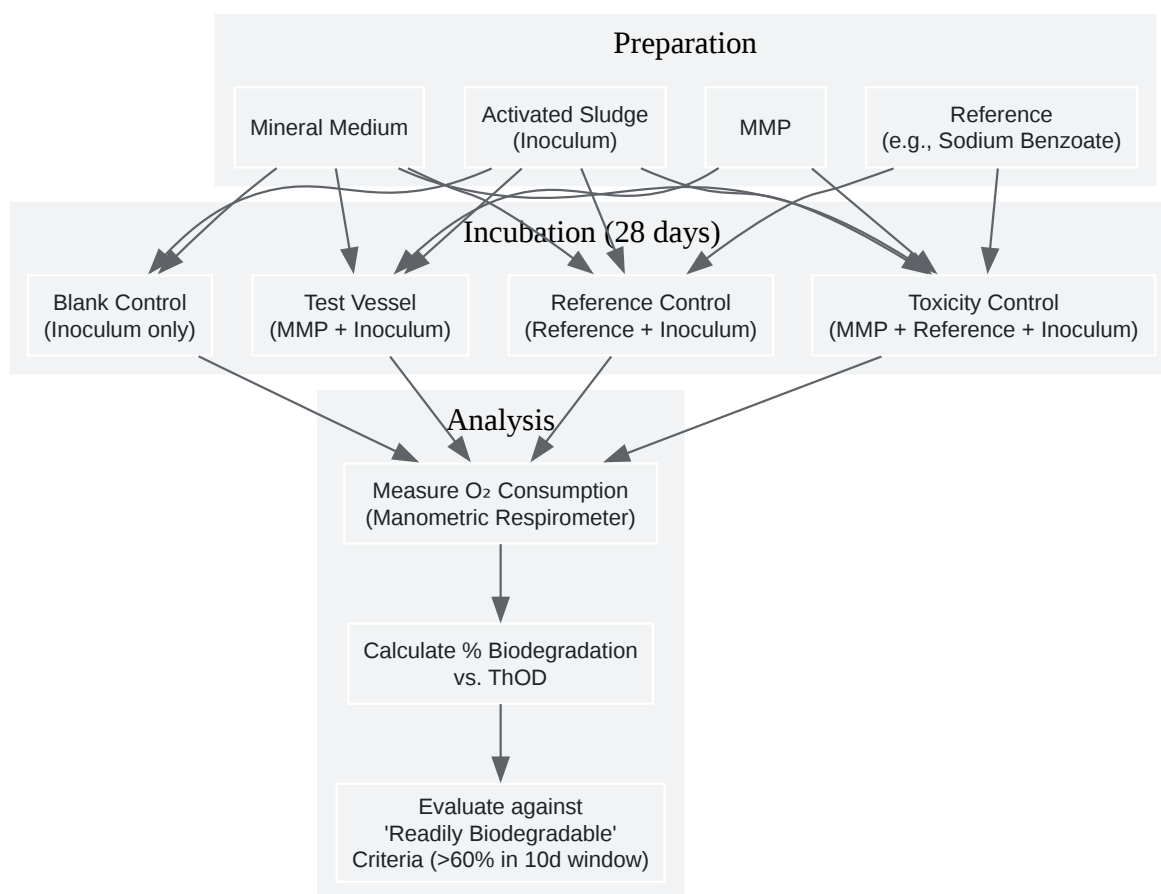 Preparation
Mineral Medium
Activated Sludge
(Inoculum)
MMP
Reference
(e.g., Sodium Benzoate)
Incubation (28 days)
Blank Control
(Inoculum only)
Test Vessel
(MMP + Inoculum)
Reference Control
(Reference + Inoculum)
Toxicity Control
(MMP + Reference + Inoculum)
Analysis
Measure O₂ Consumption
(Manometric Respirometer)
Calculate % Biodegradation
vs. ThOD
Evaluate against
'Readily Biodegradable'
Criteria (>60% in 10d window)